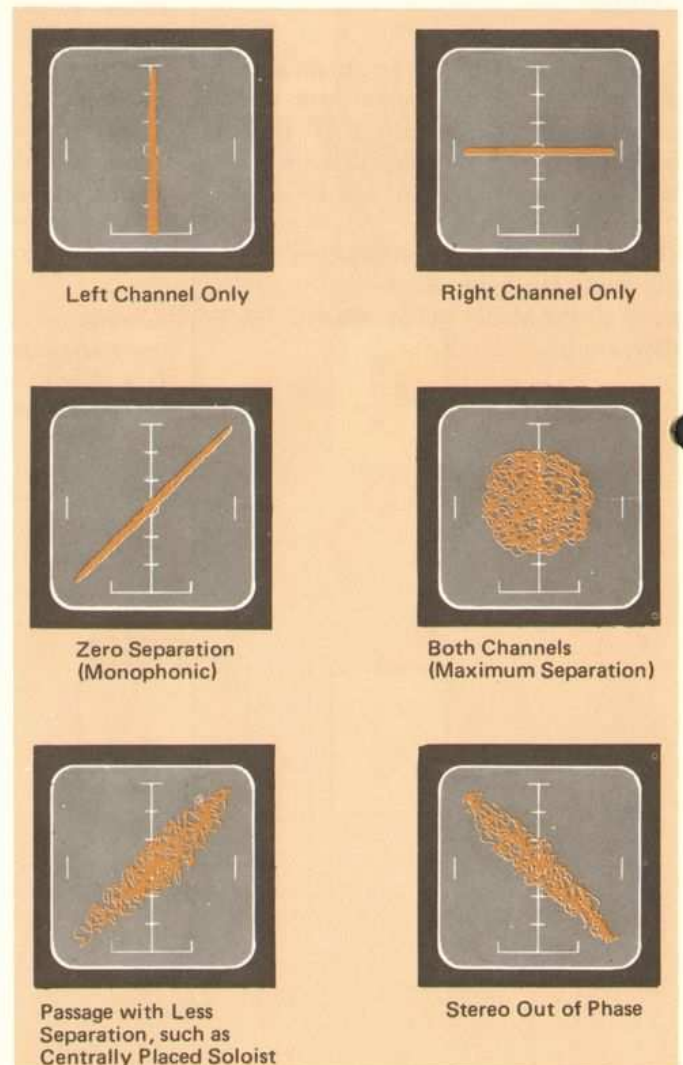 Left Channel Only
Right Channel Only
Zero Separation
(Monophonic)
Both Channels
(Maximum Separation)
Passage with Less
Separation, such as
Centrally Placed Soloist
Stereo Out of Phase